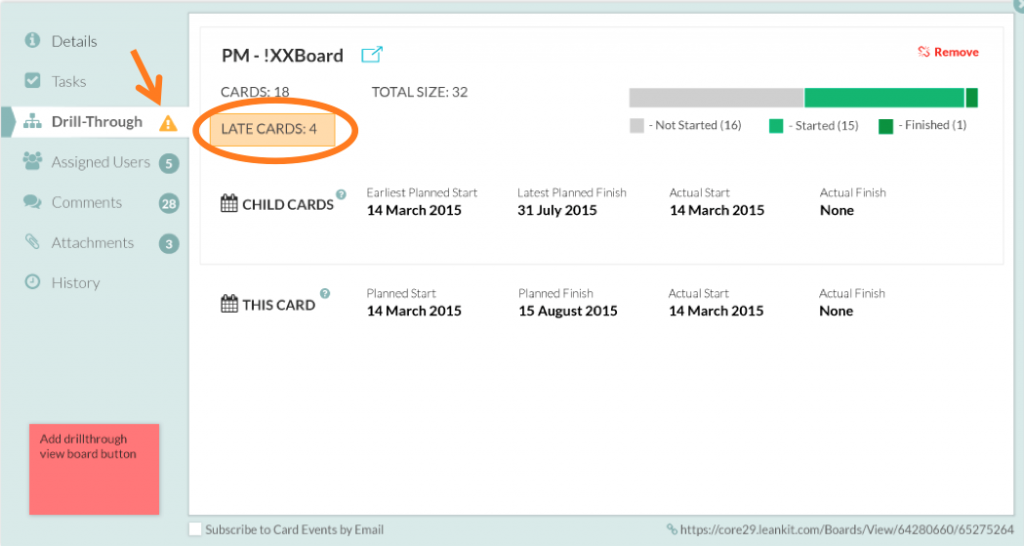 Details
Tasks
Drill-Through
Assigned Users 5
Comments 28
Attachments 3
History
Add drillthrough
view board button
PM - !XXBoard
Remove
CARDS: 18 TOTAL SIZE: 32
LATE CARDS: 4
- Not Started (16) - Started (15) - Finished (1)
CHILD CARDS ?
Earliest Planned Start Latest Planned Finish Actual Start Actual Finish
14 March 2015 31 July 2015 14 March 2015 None
THIS CARD ?
Planned Start Planned Finish Actual Start Actual Finish
14 March 2015 15 August 2015 14 March 2015 None
Subscribe to Card Events by Email
https://core29.leankit.com/Boards/View/64280660/65275264